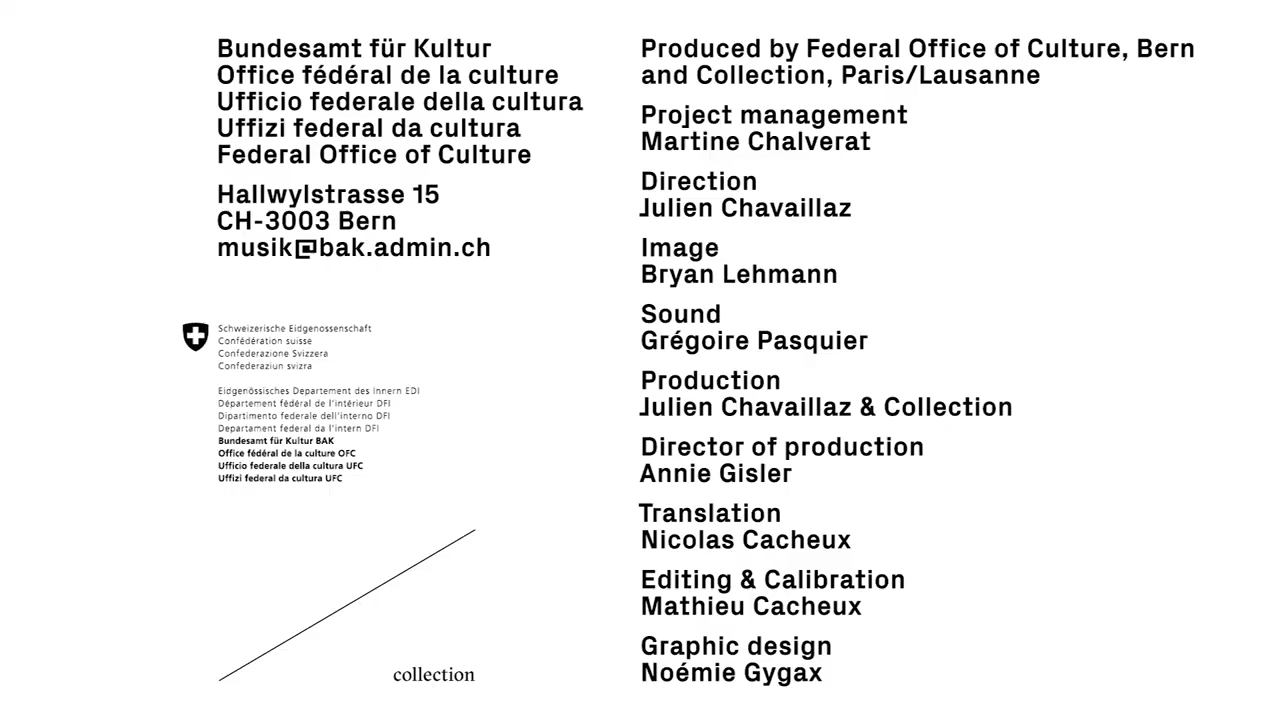 Bundesamt für Kultur
Office fédéral de la culture
Ufficio federale della cultura
Uffizi federal da cultura
Federal Office of Culture
Hallwylstrasse 15
CH-3003 Bern
musik@bak.admin.ch
Schweizerische Eidgenossenschaft
Confédération suisse
Confederazione Svizzera
Confederaziun svizra
Eidgenössisches Departement des Innern EDI
Département fédéral de l'intérieur DFI
Dipartimento federale dell'interno DFI
Departament federal da l'intern DFI
Bundesamt für Kultur BAK
Office fédéral de la culture OFC
Ufficio federale della cultura UFC
Uffizi federal da cultura UFC
collection
Produced by Federal Office of Culture, Bern
and Collection, Paris/Lausanne
Project management
Martine Chalverat
Direction
Julien Chavaillaz
Image
Bryan Lehmann
Sound
Grégoire Pasquier
Production
Julien Chavaillaz & Collection
Director of production
Annie Gisler
Translation
Nicolas Cacheux
Editing & Calibration
Mathieu Cacheux
Graphic design
Noémie Gygax